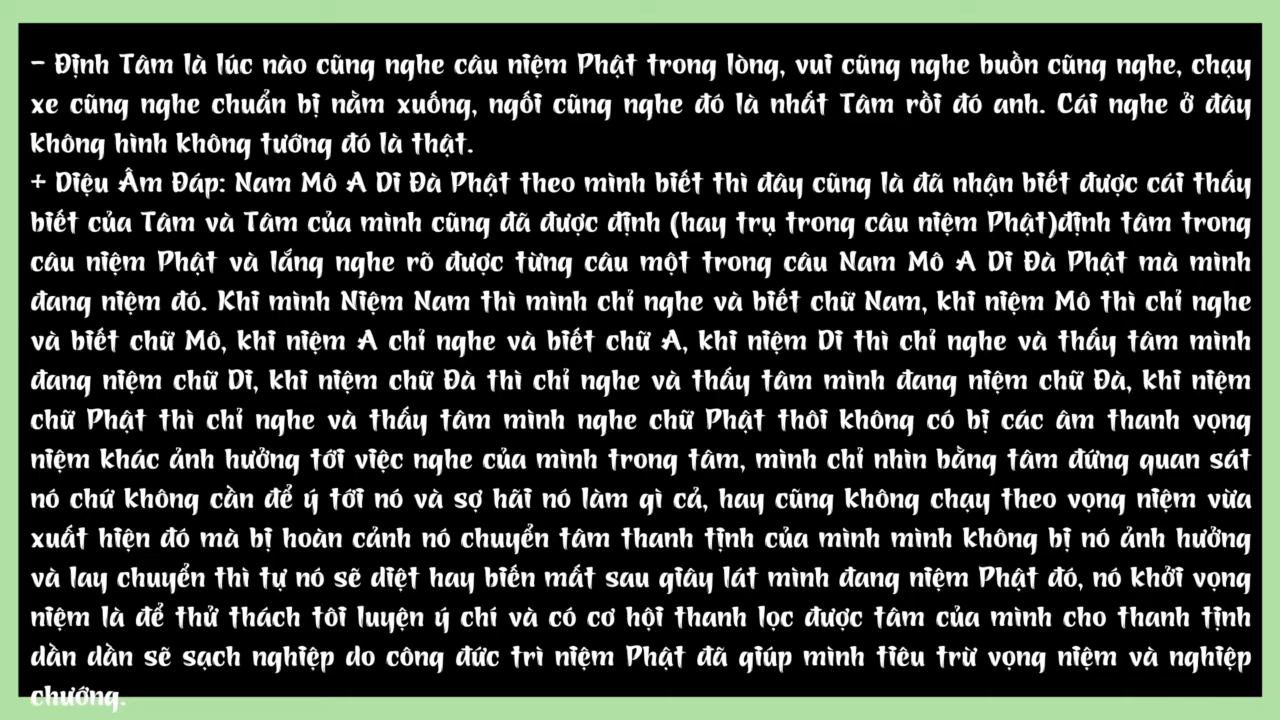 - Định Tâm là lúc nào cũng nghe câu niệm Phật trong lòng, vui cũng nghe buồn cũng nghe, chạy
xe cũng nghe chuẩn bị nằm xuống, ngối cũng nghe đó là nhất Tâm rồi đó anh. Cái nghe ở đây
không hình không tướng đó là thật.
+ Diệu Âm Đáp: Nam Mô A Di Đà Phật theo mình biết thì đây cũng là đã nhận biết được cái thấy
biết của Tâm và Tâm của mình cũng đã được định (hay trụ trong câu niệm Phật)định tâm trong
câu niệm Phật và lắng nghe rõ được từng câu một trong câu Nam Mô A Di Đà Phật mà mình
đang niệm đó. Khi mình Niệm Nam thì mình chỉ nghe và biết chữ Nam, khi niệm Mô thì chỉ nghe
và biết chữ Mô, khi niệm A chỉ nghe và biết chữ A, khi niệm Di thì chỉ nghe và thấy tâm mình
đang niệm chữ Di, khi niệm chữ Đà thì chỉ nghe và thấy tâm mình đang niệm chữ Đà, khi niệm
chữ Phật thì chỉ nghe và thấy tâm mình nghe chữ Phật thôi không có bị các âm thanh vọng
niệm khác ảnh hưởng tới việc nghe của mình trong tâm, mình chỉ nhìn bằng tâm đứng quan sát
nó chứ không cần để ý tới nó và sợ hãi nó làm gì cả, hay cũng không chạy theo vọng niệm vừa
xuất hiện đó mà bị hoàn cảnh nó chuyển tâm thanh tịnh của mình mình không bị nó ảnh hưởng
và lay chuyển thì tự nó sẽ diệt hay biến mất sau giây lát mình đang niệm Phật đó, nó khởi vọng
niệm là để thử thách tôi luyện ý chí và có cơ hội thanh lọc được tâm của mình cho thanh tịnh
dần dần sẽ sạch nghiệp do công đức trì niệm Phật đã giúp mình tiêu trừ vọng niệm và nghiệp
chướng.